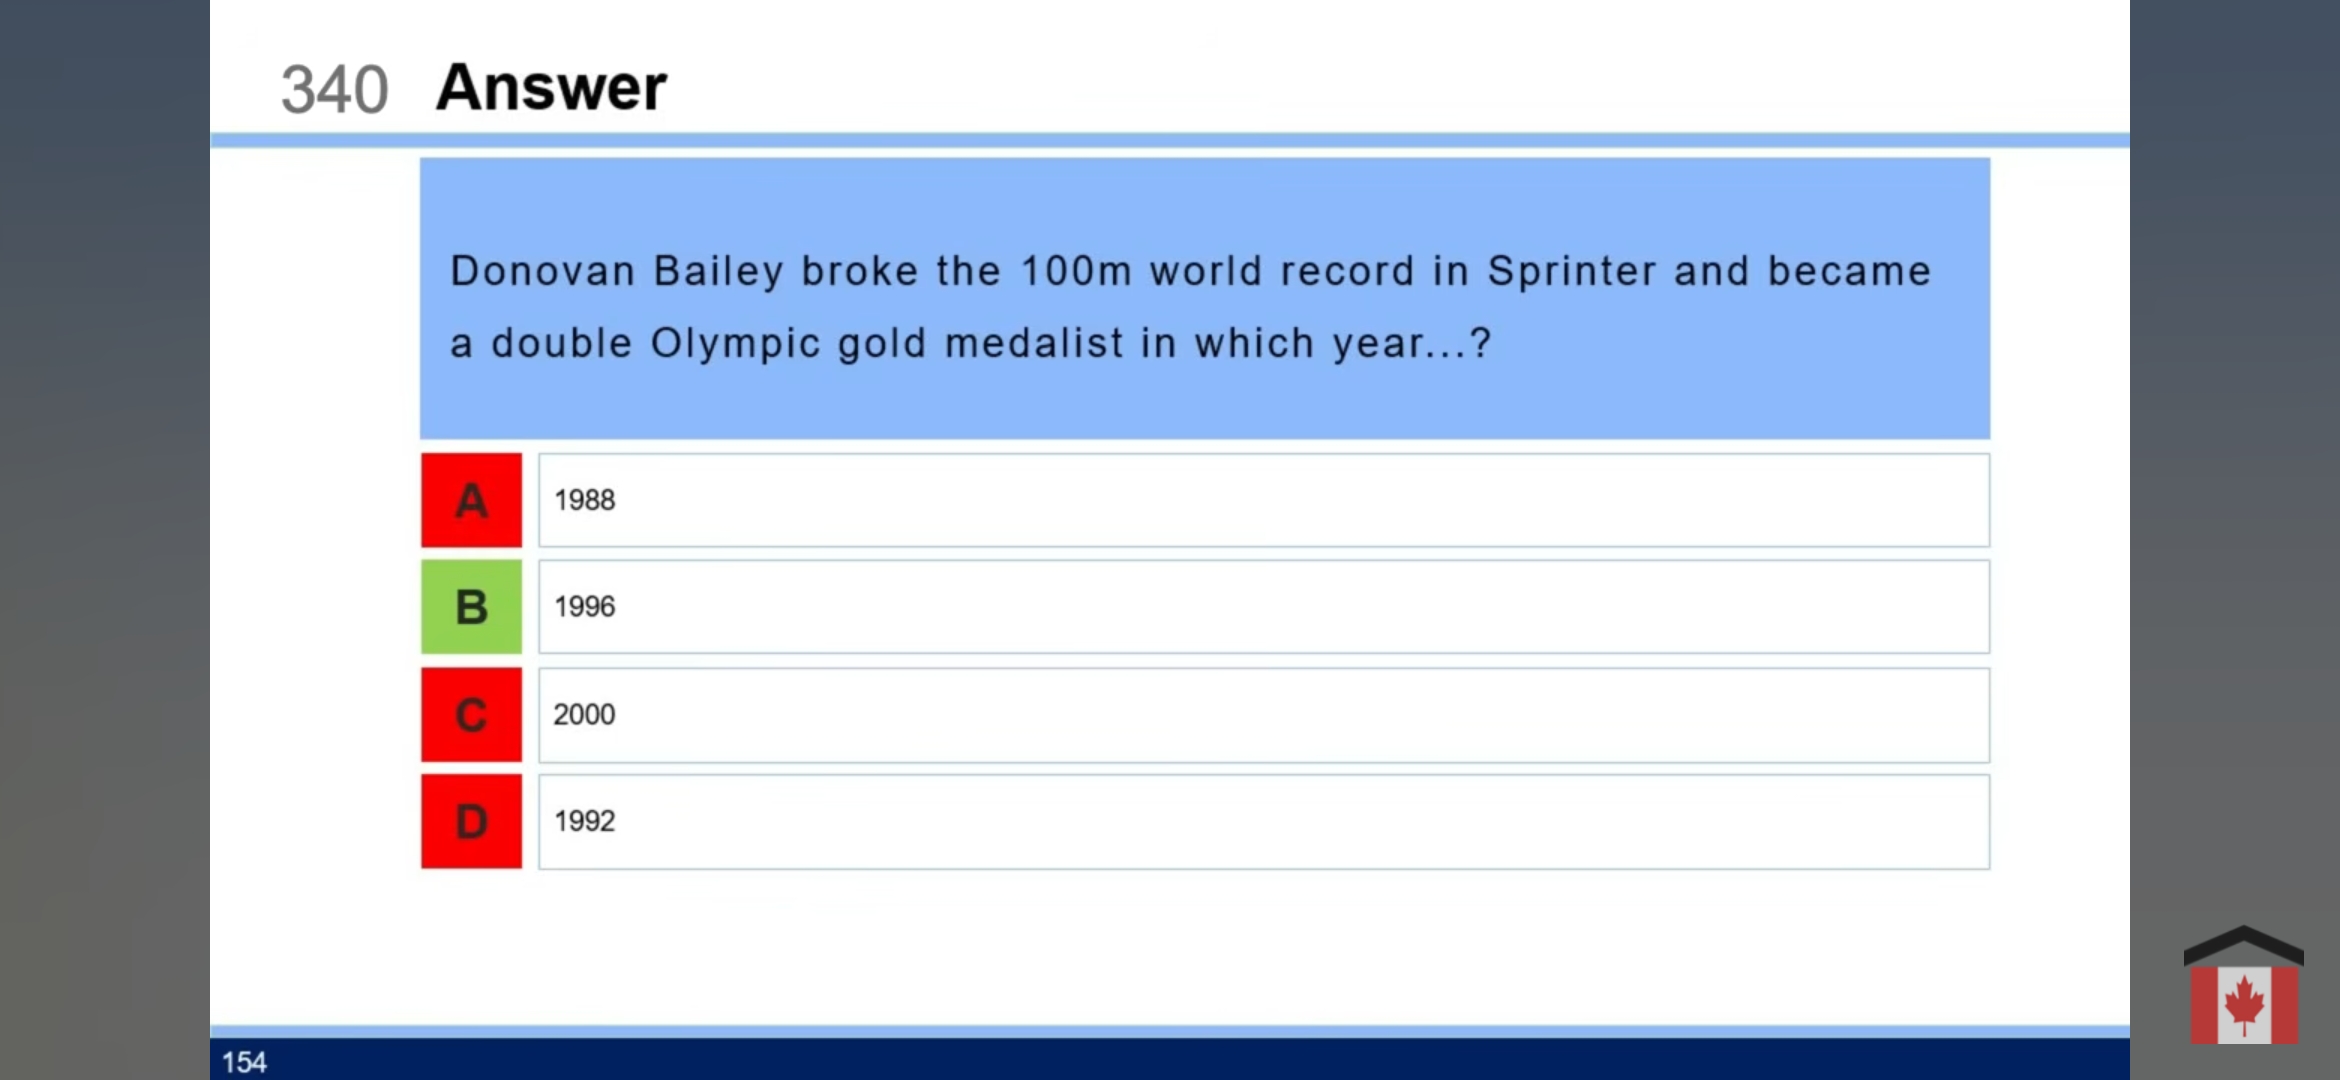 340 Answer
Donovan Bailey broke the 100m world record in Sprinter and became
a double Olympic gold medalist in which year...?
A 1988
B 1996
C 2000
D 1992
154